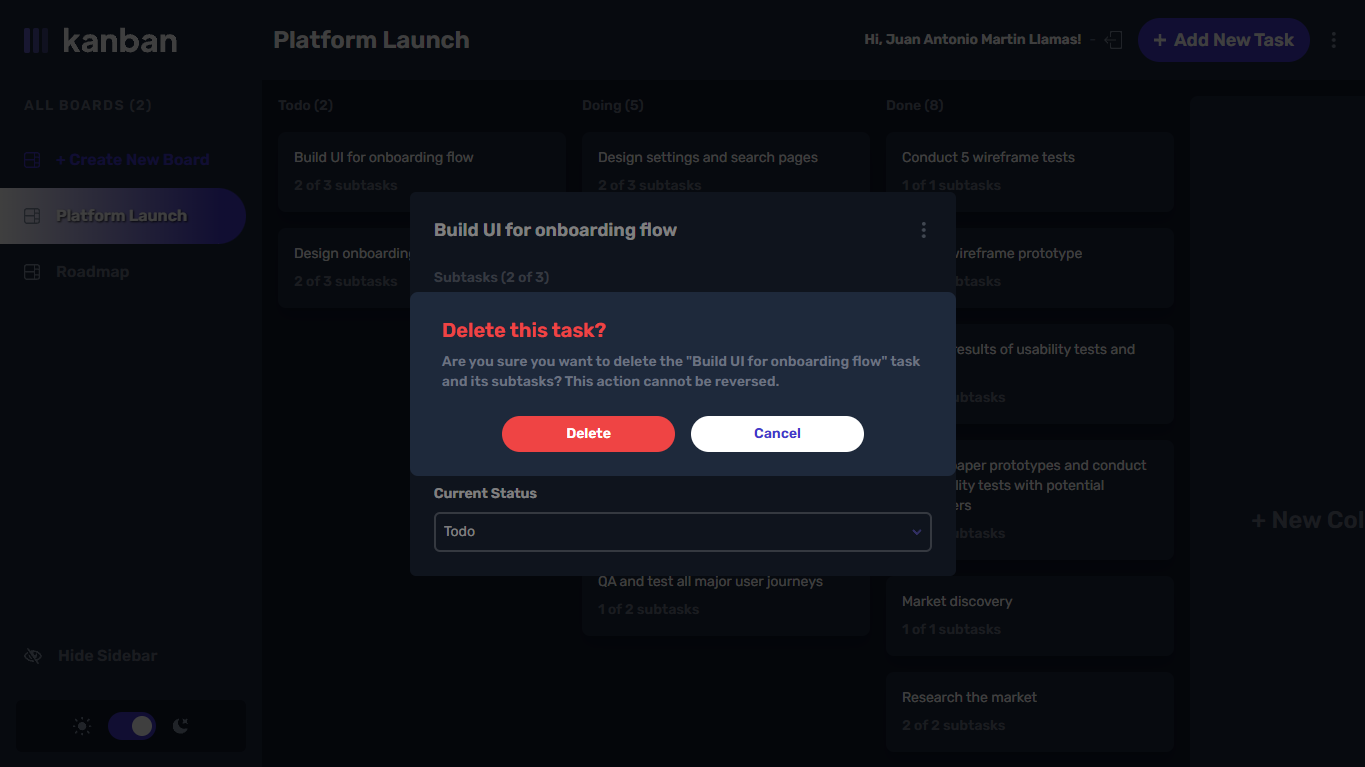 kanban
Platform Launch
Hi, Juan Antonio Martin Llamas! -
+ Add New Task
ALL BOARDS (2)
+ Create New Board
Platform Launch
Roadmap
Hide Sidebar
Todo (2)
Build UI for onboarding flow
2 of 3 subtasks
Design onboarding
2 of 3 subtasks
Doing (5)
Design settings and search pages
2 of 3 subtasks
QA and test all major user journeys
1 of 2 subtasks
Done (8)
Conduct 5 wireframe tests
1 of 1 subtasks
wireframe prototype
subtasks
results of usability tests and
subtasks
paper prototypes and conduct
tests with potential
subtasks
Market discovery
1 of 1 subtasks
Research the market
2 of 2 subtasks
+ New Col
Build UI for onboarding flow
Subtasks (2 of 3)
Delete this task?
Are you sure you want to delete the "Build UI for onboarding flow" task
and its subtasks? This action cannot be reversed.
Delete
Cancel
Current Status
Todo